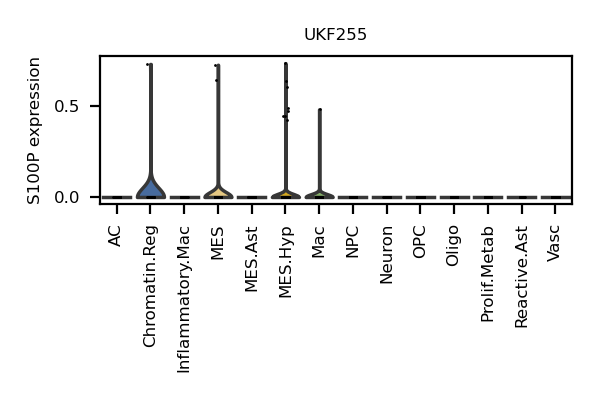 UKF255
S100P expression
0.5
0.0
AC
Chromatin.Reg
Inflammatory.Mac
MES
MES.Ast
MES.Hyp
Mac
NPC
Neuron
OPC
Oligo
Prolif.Metab
Reactive.Ast
Vasc